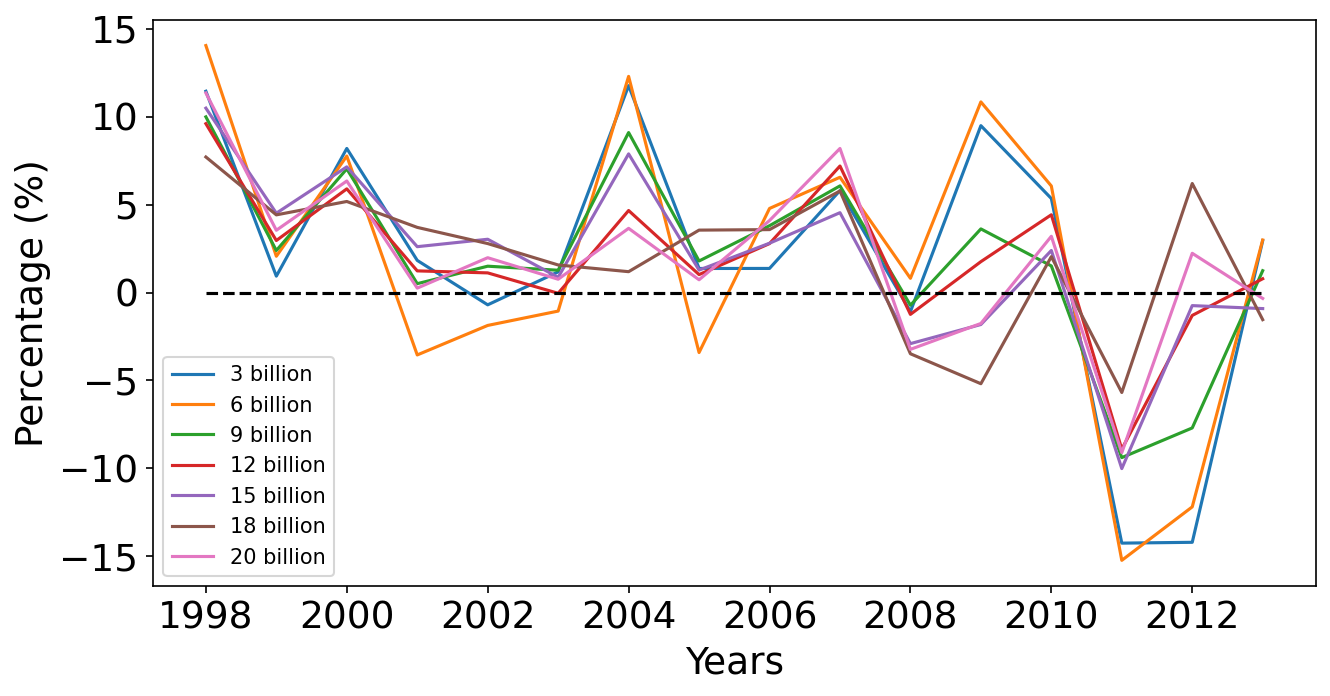 15
10
5
0
−5
−10
−15
Percentage (%)
3 billion
6 billion
9 billion
12 billion
15 billion
18 billion
20 billion
1998 2000 2002 2004 2006 2008 2010 2012
Years